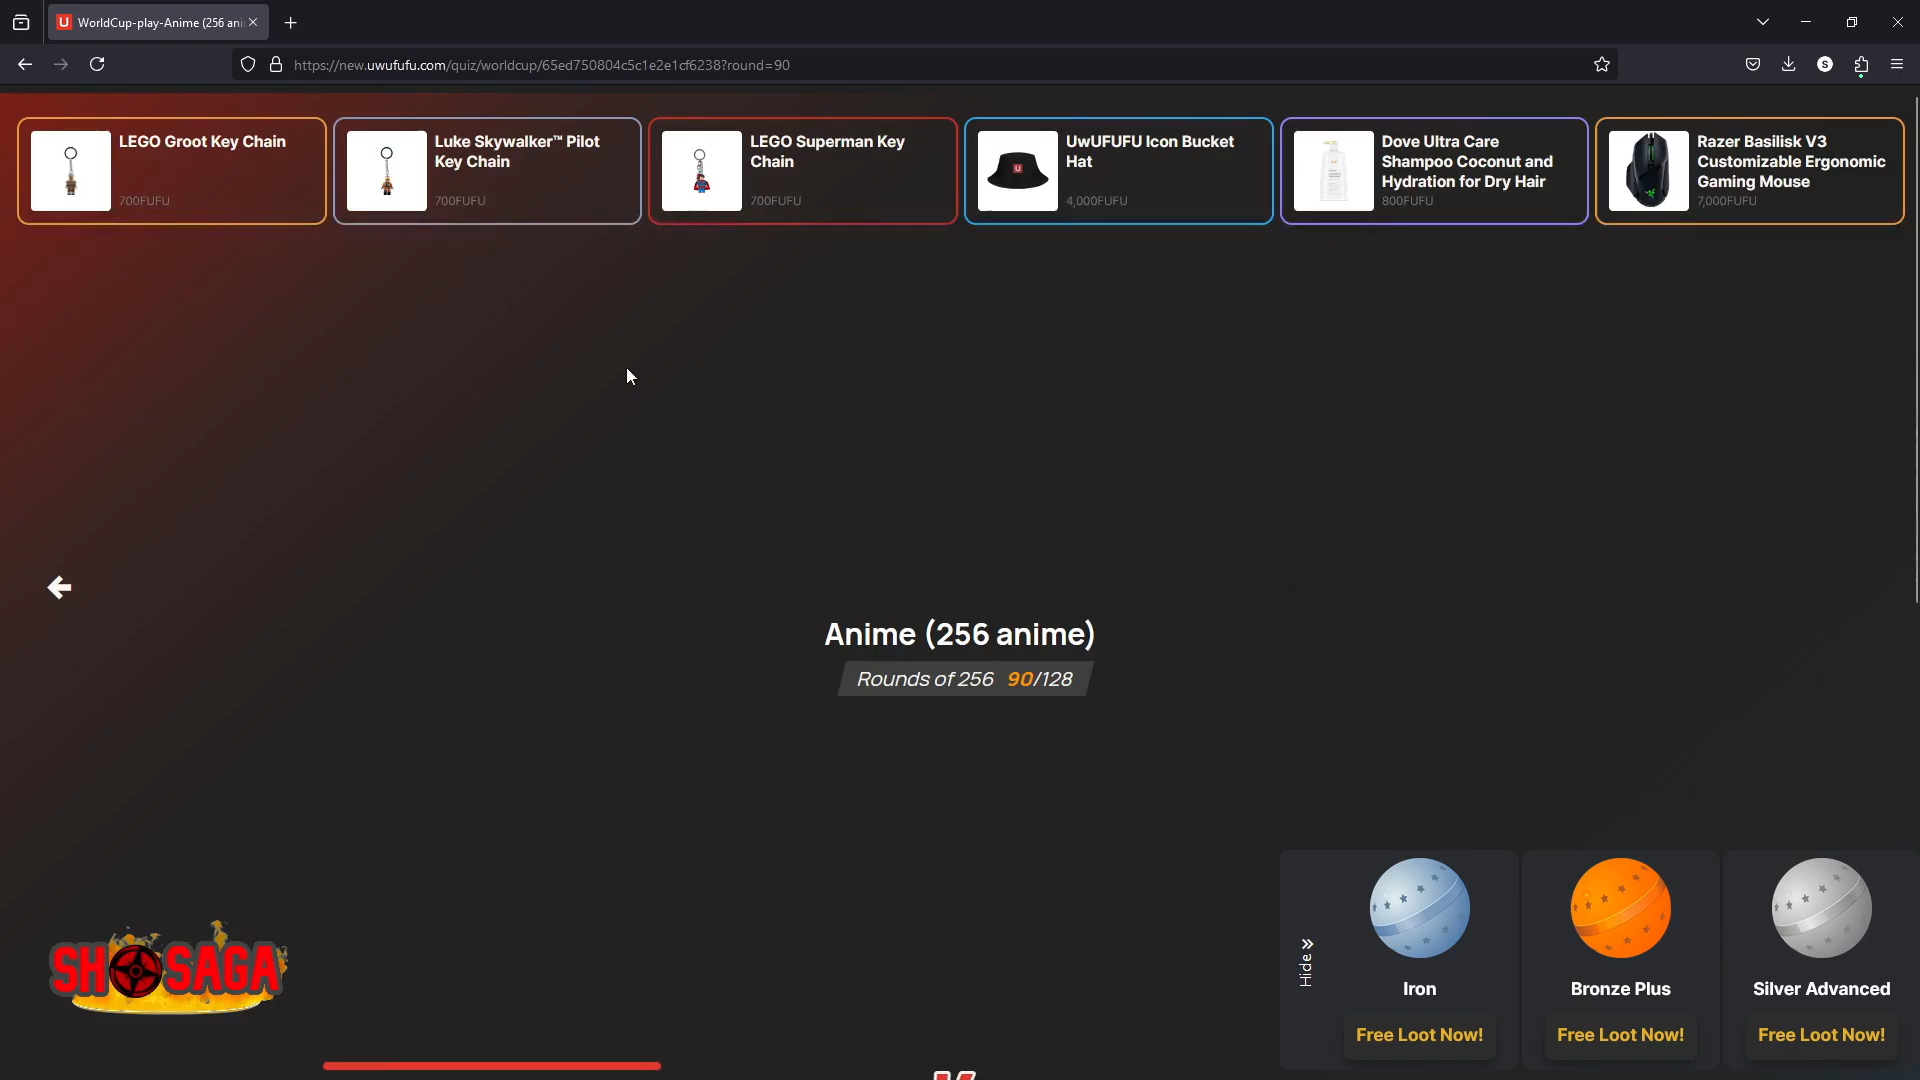 WorldCup-play-Anime (256 ani
https://new.uwufufu.com/quiz/worldcup/65ed750804c5c1e2e1cf6238?round=90
S
LEGO Groot Key Chain
700FUFU
Luke Skywalker™ Pilot
Key Chain
700FUFU
LEGO Superman Key
Chain
700FUFU
UwUFUFU Icon Bucket
Hat
4,000FUFU
Dove Ultra Care
Shampoo Coconut and
Hydration for Dry Hair
800FUFU
Razer Basilisk V3
Customizable Ergonomic
Gaming Mouse
7,000FUFU
Anime (256 anime)
Rounds of 256 90/128
SHOSAGA
Hide
Iron
Free Loot Now!
Bronze Plus
Free Loot Now!
Silver Advanced
Free Loot Now!